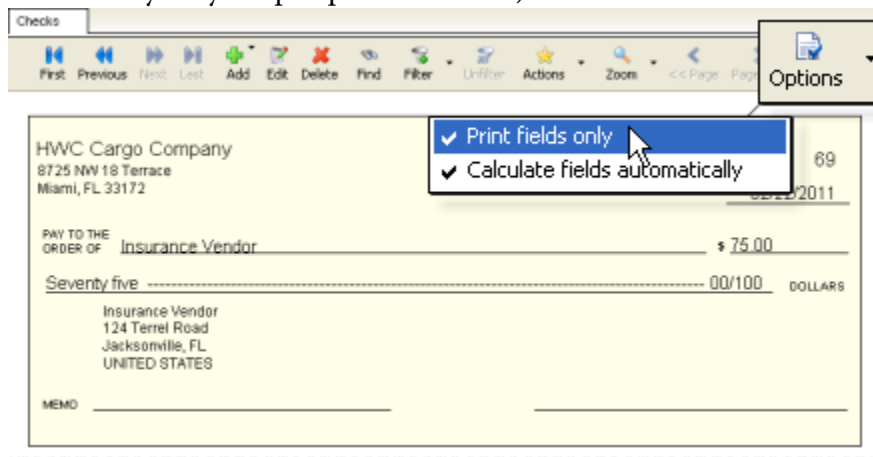 Checks
First Previous Next Last Add Edit Delete Find Filter Unfilter Actions Zoom << Page Options
Print fields only
Calculate fields automatically
HWC Cargo Company
8725 NW 18 Terrace
Miami, FL 33172
69
2011
PAY TO THE
ORDER OF Insurance Vendor $ 75.00
Seventy five ---------------------------------------------------------------- 00/100 DOLLARS
Insurance Vendor
124 Terrel Road
Jacksonville, FL
UNITED STATES
MEMO